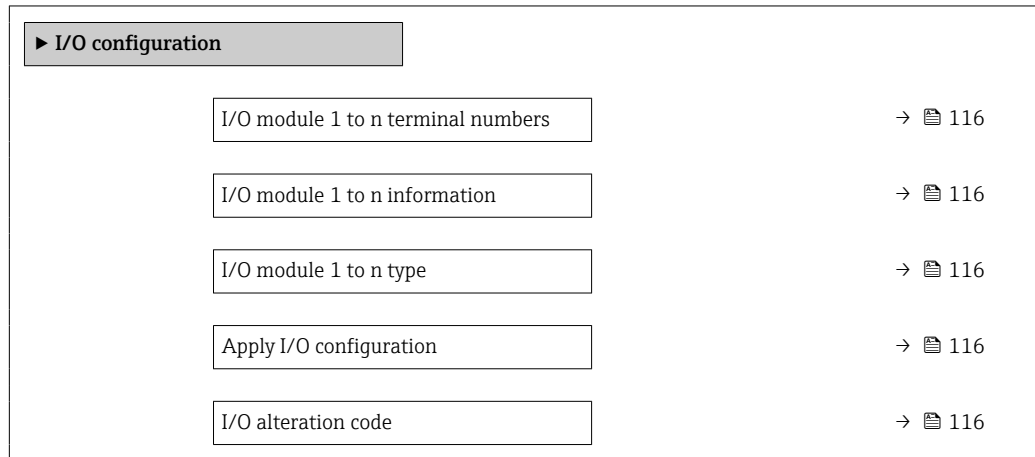 ► I/O configuration
I/O module 1 to n terminal numbers → 116
I/O module 1 to n information → 116
I/O module 1 to n type → 116
Apply I/O configuration → 116
I/O alteration code → 116